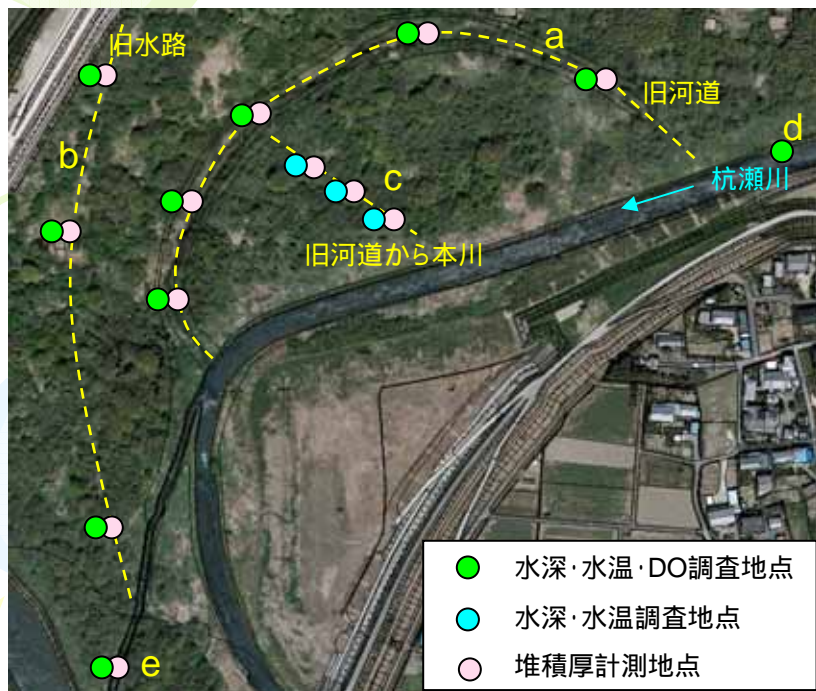 旧水路
a
旧河道
d
b
c
杭瀬川
旧河道から本川
e
水深・水温・DO調査地点
水深・水温調査地点
堆積厚計測地点